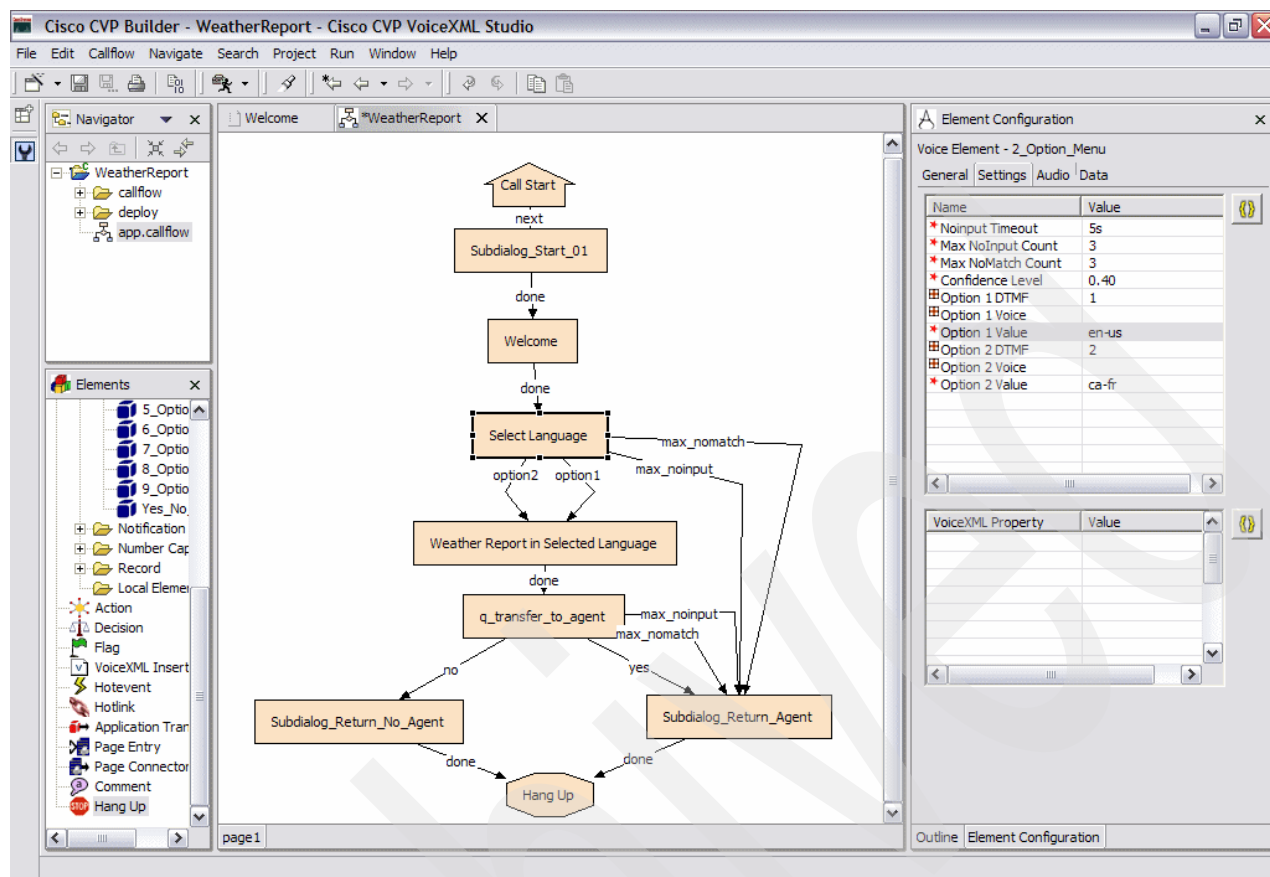 Cisco CVP Builder - WeatherReport - Cisco CVP VoiceXML Studio
File Edit Callflow Navigate Search Project Run Window Help
Navigator
WeatherReport
callflow
deploy
app.callflow
Elements
5_Optio
6_Optio
7_Optio
8_Optio
9_Optio
Yes_No_
Notification
Number Cap
Record
Local Elemen
Action
Decision
Flag
VoiceXML Insert
Hotevent
Hotlink
Application Tran
Page Entry
Page Connector
Comment
STOP Hang Up
Welcome *WeatherReport
Call Start
next
Subdialog_Start_01
done
Welcome
done
Select Language
max_nomatch
max_noinput
option2 option1
Weather Report in Selected Language
done
q_transfer_to_agent
max_noinput
max_nomatch
no
yes
Subdialog_Return_No_Agent
Subdialog_Return_Agent
done
done
Hang Up
page1
Element Configuration
Voice Element - 2_Option_Menu
General Settings Audio Data
Name Value
* Noinput Timeout 5s
* Max NoInput Count 3
* Max NoMatch Count 3
* Confidence Level 0.40
Option 1 DTMF 1
Option 1 Voice
* Option 1 Value en-us
Option 2 DTMF 2
Option 2 Voice
* Option 2 Value ca-fr
VoiceXML Property Value
Outline Element Configuration